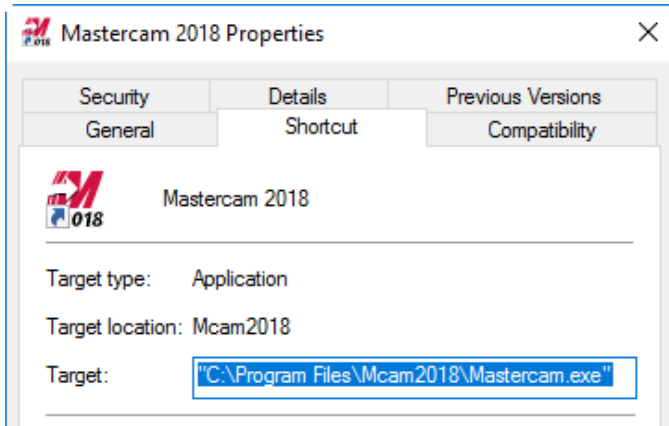 Mastercam 2018 Properties
Security Details Previous Versions
General Shortcut Compatibility
018 Mastercam 2018
Target type: Application
Target location: Mcam2018
Target: "C:\Program Files\Mcam2018\Mastercam.exe"